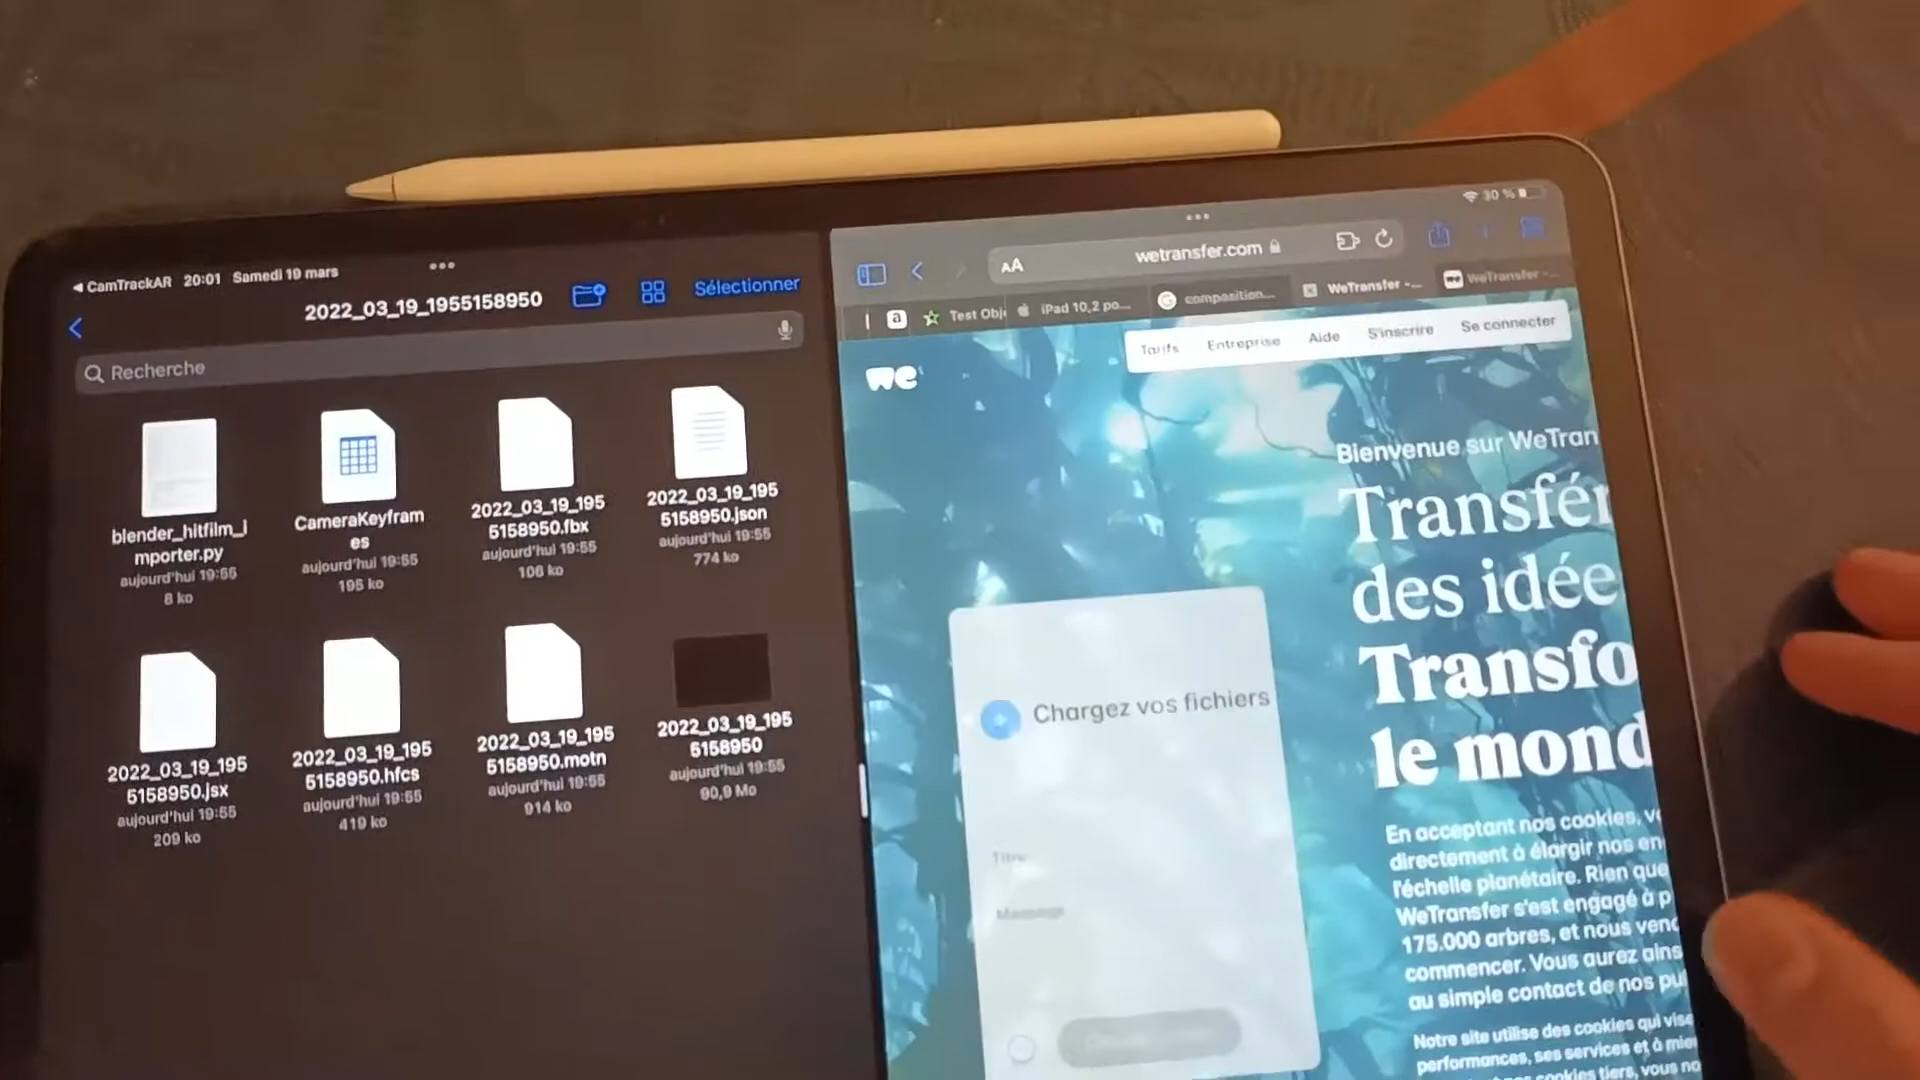 CamTrackAR 20:01 Samedi 19 mars
2022_03_19_1955158950
Sélectionner
Recherche
blender_hitfilm_i
mporter.py
aujourd'hui 19:55
8 ko
CameraKeyfram
es
aujourd'hui 19:55
195 ko
2022_03_19_195
5158950.fbx
aujourd'hui 19:55
106 ko
2022_03_19_195
5158950.json
aujourd'hui 19:55
774 ko
2022_03_19_195
5158950.jsx
aujourd'hui 19:55
209 ko
2022_03_19_195
5158950.hfcs
aujourd'hui 19:55
419 ko
2022_03_19_195
5158950.motn
aujourd'hui 19:55
914 ko
2022_03_19_195
5158950
aujourd'hui 19:55
90,9 Mo
30 %
AA
wetransfer.com
a
Test Obj
iPad 10,2 po...
G composition...
WeTransfer -...
WeTransfer -...
Tarifs Entreprise Aide S'inscrire Se connecter
we
Bienvenue sur WeTran
Transfér
des idée
Transfo
le mond
Chargez vos fichiers
Titre
Message
En acceptant nos cookies, v
directement à élargir nos en
l'échelle planétaire. Rien que
WeTransfer s'est engagé à p
175.000 arbres, et nous venc
commencer. Vous aurez ains
au simple contact de nos pul
Notre site utilise des cookies qui vise
performances, ses services et à mie
cookies tiers, vous no